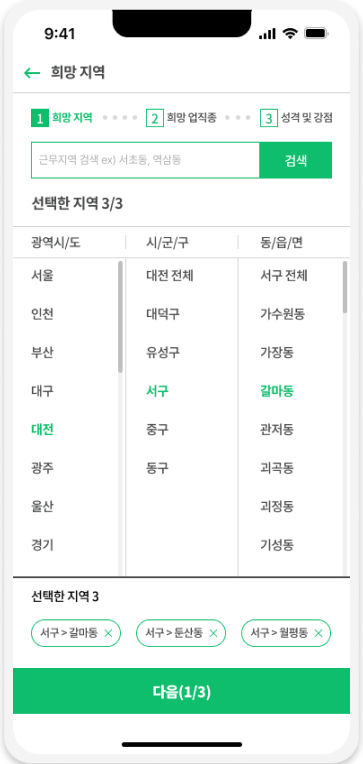 9:41
희망 지역
1 희망 지역 2 희망 업직종 3 성격 및 강점
근무지역 검색 ex) 서초동, 역삼동 검색
선택한 지역 3/3
광역시/도 시/군/구 동/읍/면
서울 대전 전체 서구 전체
인천 대덕구 가수원동
부산 유성구 가장동
대구 서구 갈마동
대전 중구 관저동
광주 동구 괴곡동
울산 괴정동
경기 기성동
선택한 지역 3
서구 > 갈마동 × 서구 > 둔산동 × 서구 > 월평동 ×
다음(1/3)